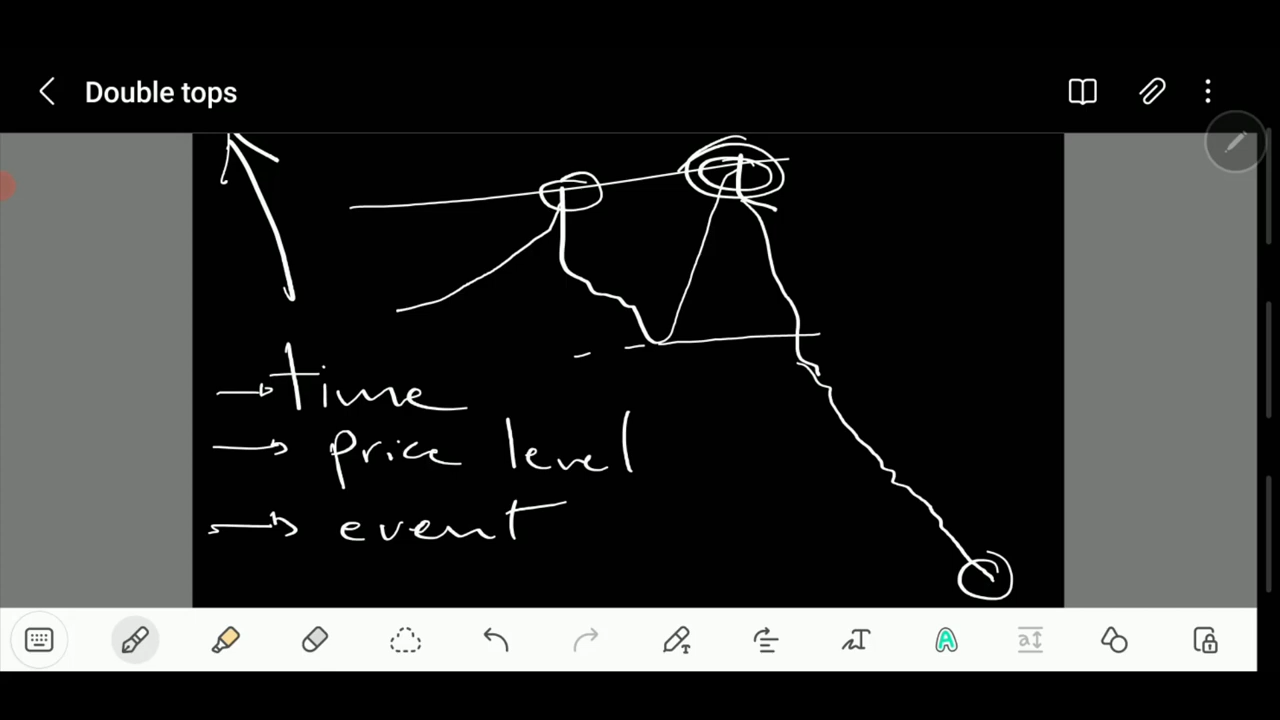 Double tops
→ time
→ price level
→ event